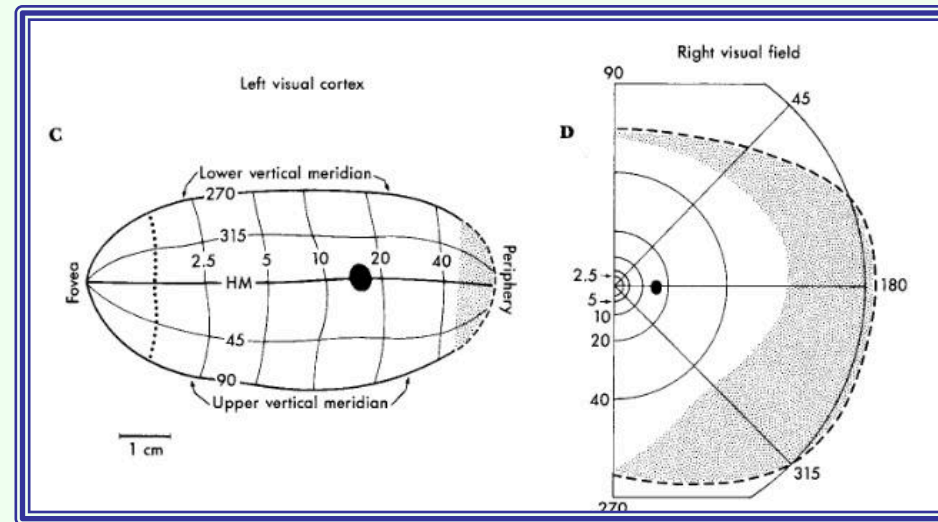 Left visual cortex
C
Lower vertical meridian
270
315
2.5
5
10
20
40
HM
Fovea
Periphery
45
90
Upper vertical meridian
1 cm
Right visual field
D
90
45
2.5
5
10
20
40
180
315
270